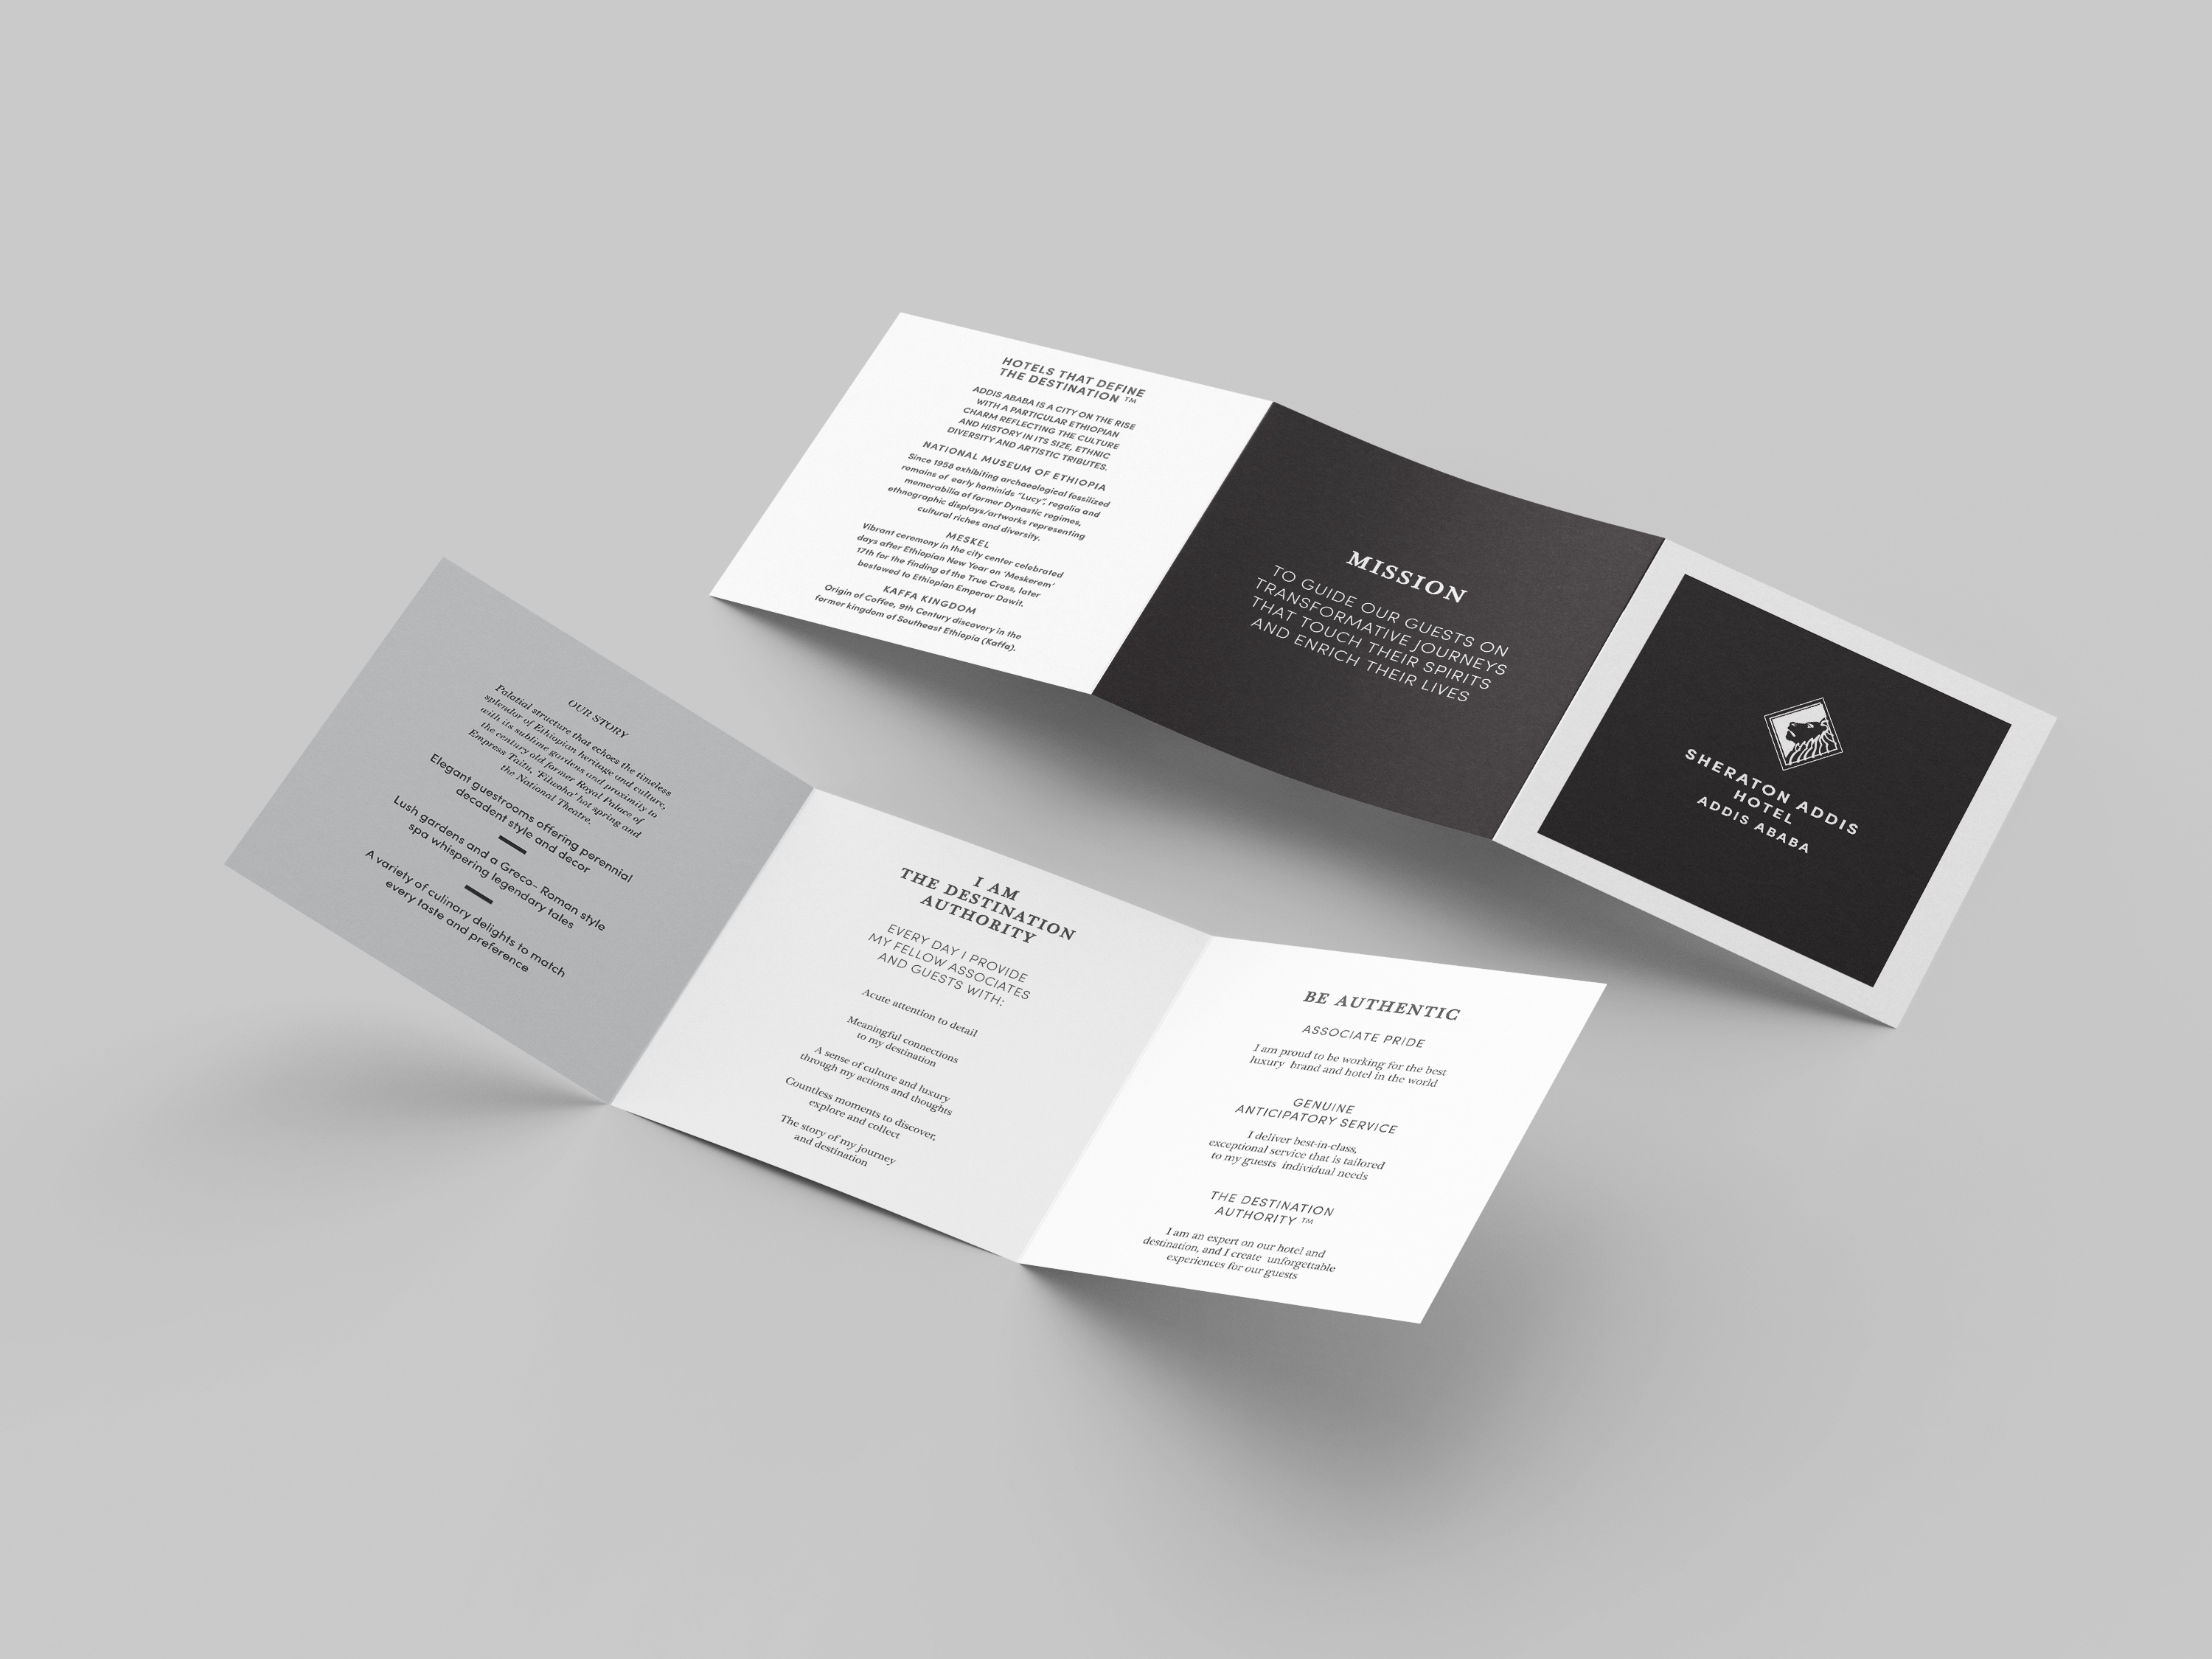 HOTELS THAT DEFINE
THE DESTINATION ™
ADDIS ABABA IS A CITY ON THE RISE
WITH A PARTICULAR ETHIOPIAN
CHARM REFLECTING THE CULTURE
AND HISTORY IN ITS SIZE, ETHNIC
DIVERSITY AND ARTISTIC TRIBUTES.
NATIONAL MUSEUM OF ETHIOPIA
Since 1958 exhibiting archaeological fossilized
remains of early hominids "Lucy", regalia and
memorabilia of former Dynastic regimes,
ethnographic displays/artworks representing
cultural riches and diversity.
MESKEL
Vibrant ceremony in the city center celebrated
days after Ethiopian New Year on 'Meskerem'
17th for the finding of the True Cross, later
bestowed to Ethiopian Emperor Dawit.
KAFFA KINGDOM
Origin of Coffee, 9th Century discovery in the
former kingdom of Southeast Ethiopia (Kaffa).
MISSION
TO GUIDE OUR GUESTS ON
TRANSFORMATIVE JOURNEYS
THAT TOUCH THEIR SPIRITS
AND ENRICH THEIR LIVES
SHERATON ADDIS
HOTEL
ADDIS ABABA
OUR STORY
Palatial structure that echoes the timeless
splendor of Ethiopian heritage and culture,
with its sublime gardens and proximity to
the century old former Royal Palace of
Empress Taitu, 'Filwoha' hot spring and
the National Theatre.
Elegant guestrooms offering perennial
decadent style and decor
Lush gardens and a Greco- Roman style
spa whispering legendary tales
A variety of culinary delights to match
every taste and preference
I AM
THE DESTINATION
AUTHORITY
EVERY DAY I PROVIDE
MY FELLOW ASSOCIATES
AND GUESTS WITH:
Acute attention to detail
Meaningful connections
to my destination
A sense of culture and luxury
through my actions and thoughts
Countless moments to discover,
explore and collect
The story of my journey
and destination
BE AUTHENTIC
ASSOCIATE PRIDE
I am proud to be working for the best
luxury brand and hotel in the world
GENUINE
ANTICIPATORY SERVICE
I deliver best-in-class,
exceptional service that is tailored
to my guests individual needs
THE DESTINATION
AUTHORITY ™
I am an expert on our hotel and
destination, and I create unforgettable
experiences for our guests